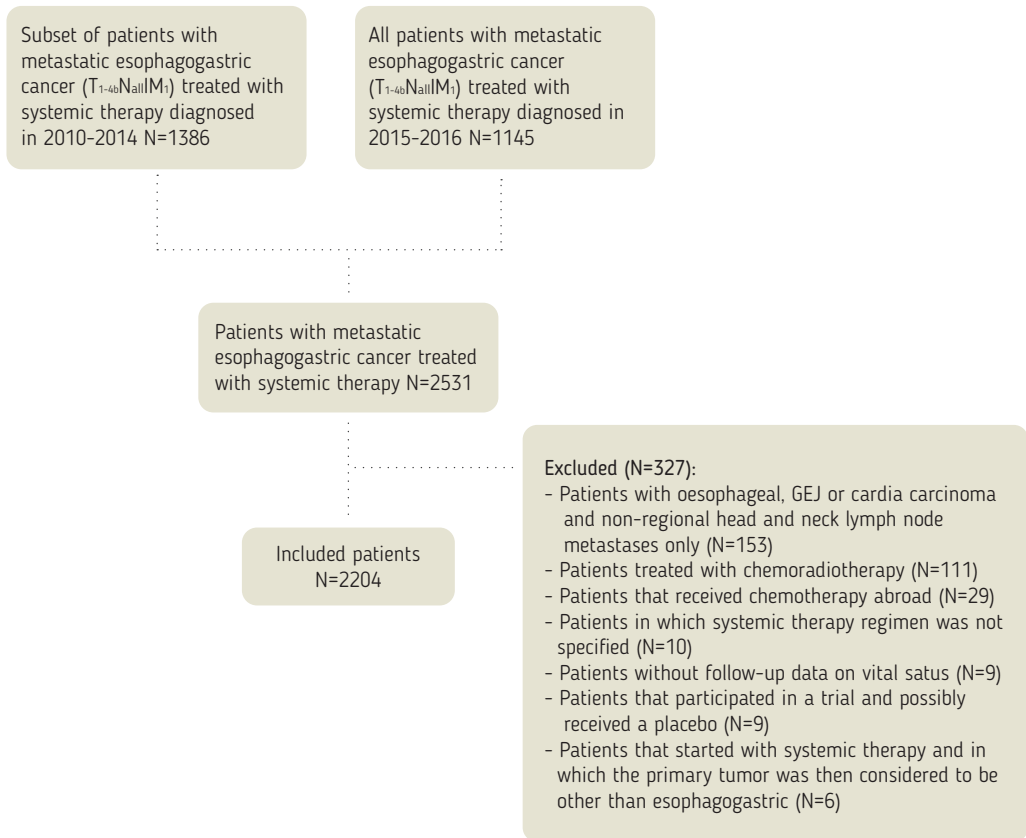 Subset of patients with
metastatic esophagogastric
cancer (T1-4bNallIM1) treated with
systemic therapy diagnosed
in 2010-2014 N=1386
All patients with metastatic
esophagogastric cancer
(T1-4bNallIM1) treated with
systemic therapy diagnosed in
2015-2016 N=1145
Patients with metastatic
esophagogastric cancer treated
with systemic therapy N=2531
Excluded (N=327):
- Patients with oesophageal, GEJ or cardia carcinoma
and non-regional head and neck lymph node
metastases only (N=153)
- Patients treated with chemoradiotherapy (N=111)
- Patients that received chemotherapy abroad (N=29)
- Patients in which systemic therapy regimen was not
specified (N=10)
- Patients without follow-up data on vital satus (N=9)
- Patients that participated in a trial and possibly
received a placebo (N=9)
- Patients that started with systemic therapy and in
which the primary tumor was then considered to be
other than esophagogastric (N=6)
Included patients
N=2204